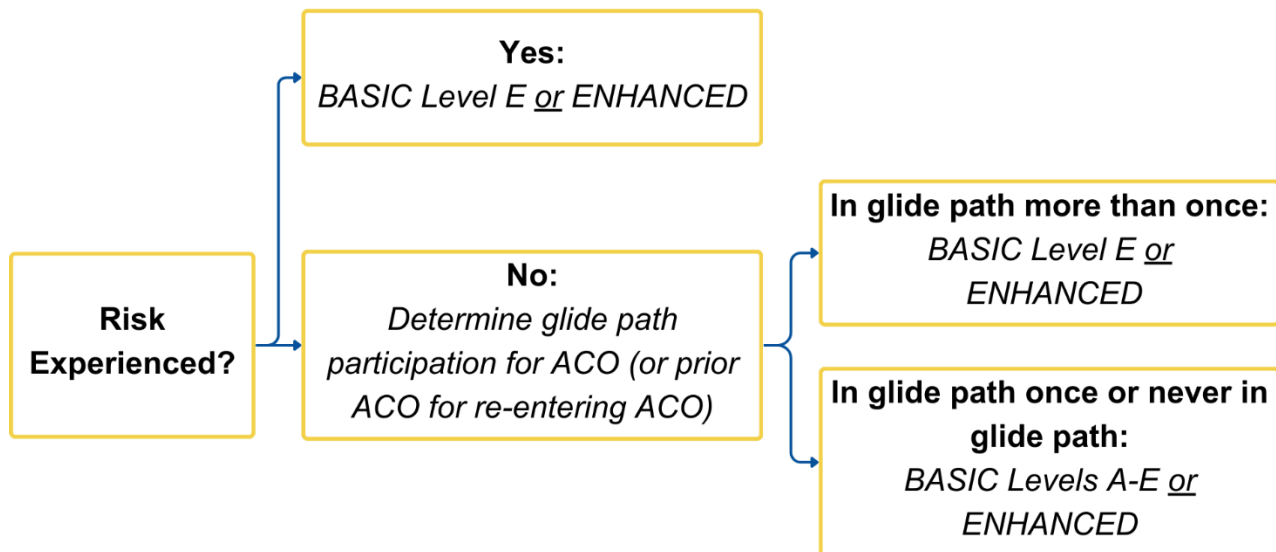 Risk
Experienced?
Yes:
BASIC Level E or ENHANCED
No:
Determine glide path
participation for ACO (or prior
ACO for re-entering ACO)
In glide path more than once:
BASIC Level E or
ENHANCED
In glide path once or never in
glide path:
BASIC Levels A-E or
ENHANCED